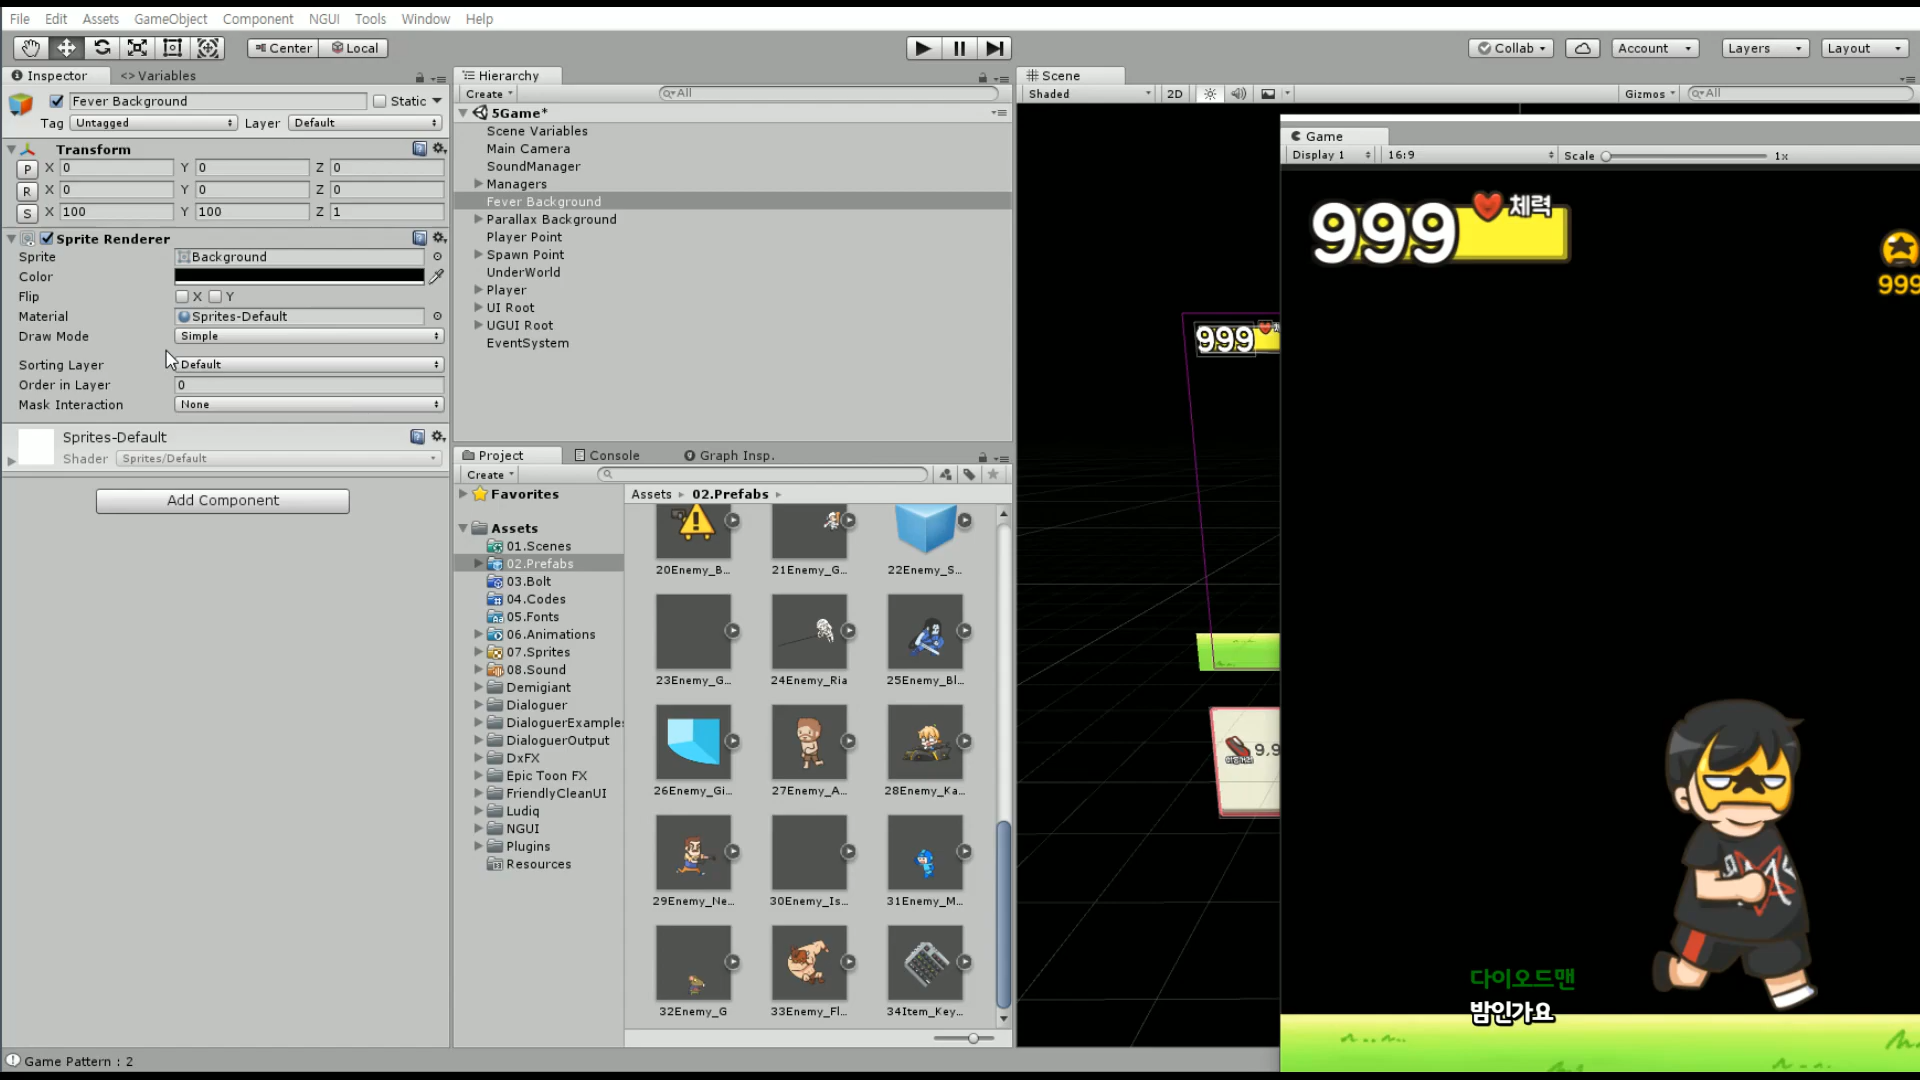 File Edit Assets GameObject Component NGUI Tools Window Help
Center Local
Collab Account Layers Layout
Inspector <> Variables
Fever Background Static
Tag Untagged Layer Default
Transform
P X 0 Y 0 Z 0
R X 0 Y 0 Z 0
S X 100 Y 100 Z 1
Sprite Renderer
Sprite Background
Color
Flip X Y
Material Sprites-Default
Draw Mode Simple
Sorting Layer Default
Order in Layer 0
Mask Interaction None
Sprites-Default
Shader Sprites/Default
Add Component
Hierarchy
Create All
5Game*
Scene Variables
Main Camera
SoundManager
Managers
Fever Background
Parallax Background
Player Point
Spawn Point
UnderWorld
Player
UI Root
UGUI Root
EventSystem
Project Console Graph Insp.
Create
Favorites
Assets
01.Scenes
02.Prefabs
03.Bolt
04.Codes
05.Fonts
06.Animations
07.Sprites
08.Sound
Demigiant
Dialoguer
DialoguerExamples
DialoguerOutput
DxFX
Epic Toon FX
FriendlyCleanUI
Ludiq
NGUI
Plugins
Resources
Assets 02.Prefabs
20Enemy_B... 21Enemy_G... 22Enemy_S...
23Enemy_G... 24Enemy_Ria 25Enemy_Bl...
26Enemy_Gi... 27Enemy_A... 28Enemy_Ka...
29Enemy_Ne... 30Enemy_Is... 31Enemy_M...
32Enemy_G 33Enemy_Fl... 34Item_Key...
Scene
Shaded 2D Gizmos All
999
9.9
Game
Display 1 16:9 Scale 1x
999 체력
999
다이오드맨
밤인가요
Game Pattern : 2